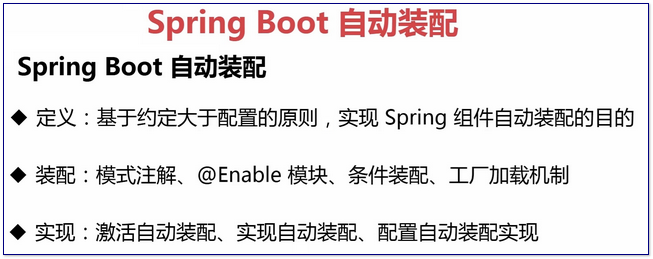 Spring Boot 自动装配
Spring Boot 自动装配
◆ 定义：基于约定大于配置的原则，实现 Spring 组件自动装配的目的
◆ 装配：模式注解、@Enable 模块、条件装配、工厂加载机制
◆ 实现：激活自动装配、实现自动装配、配置自动装配实现